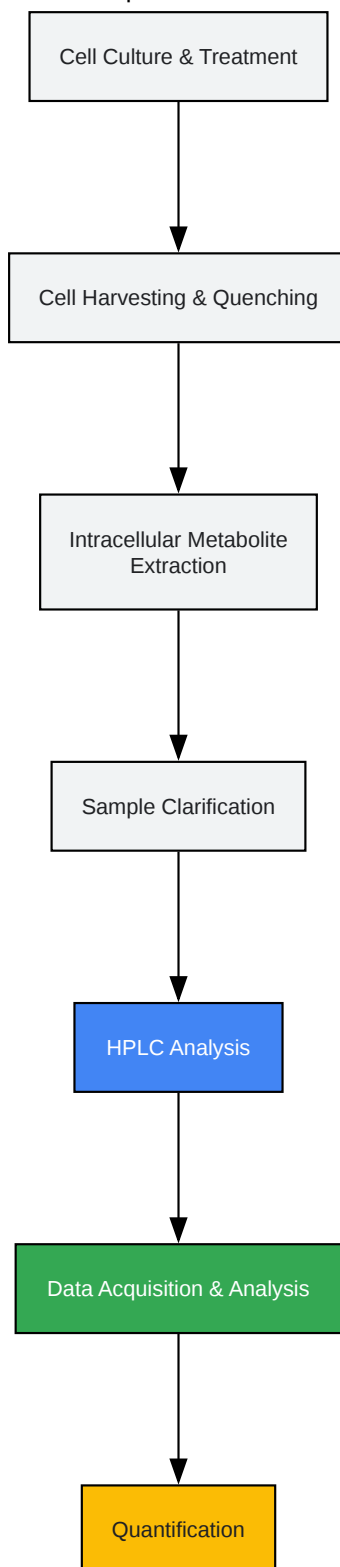 Cell Culture & Treatment
Cell Harvesting & Quenching
Intracellular Metabolite
Extraction
Sample Clarification
HPLC Analysis
Data Acquisition & Analysis
Quantification